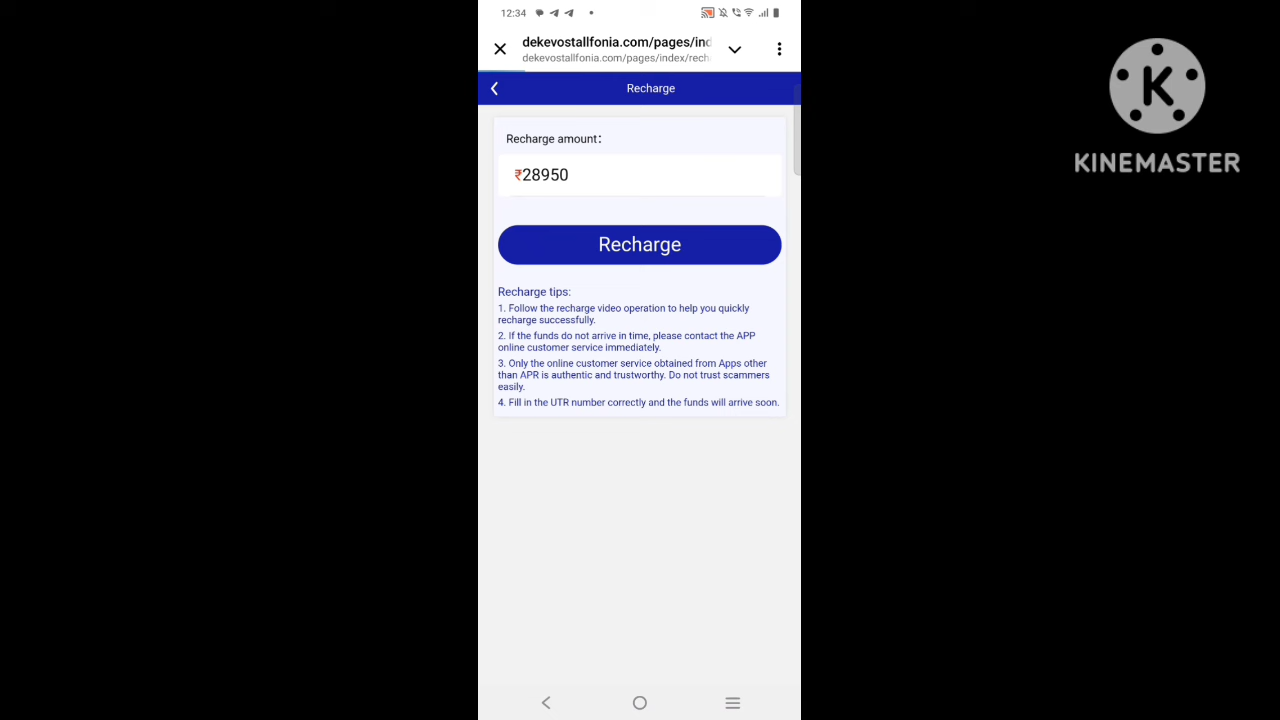 12:34
dekevostallfonia.com/pages/ind
dekevostallfonia.com/pages/index/rech
Recharge
Recharge amount:
₹28950
Recharge
Recharge tips:
1. Follow the recharge video operation to help you quickly
recharge successfully.
2. If the funds do not arrive in time, please contact the APP
online customer service immediately.
3. Only the online customer service obtained from Apps other
than APR is authentic and trustworthy. Do not trust scammers
easily.
4. Fill in the UTR number correctly and the funds will arrive soon.
K
KINEMASTER